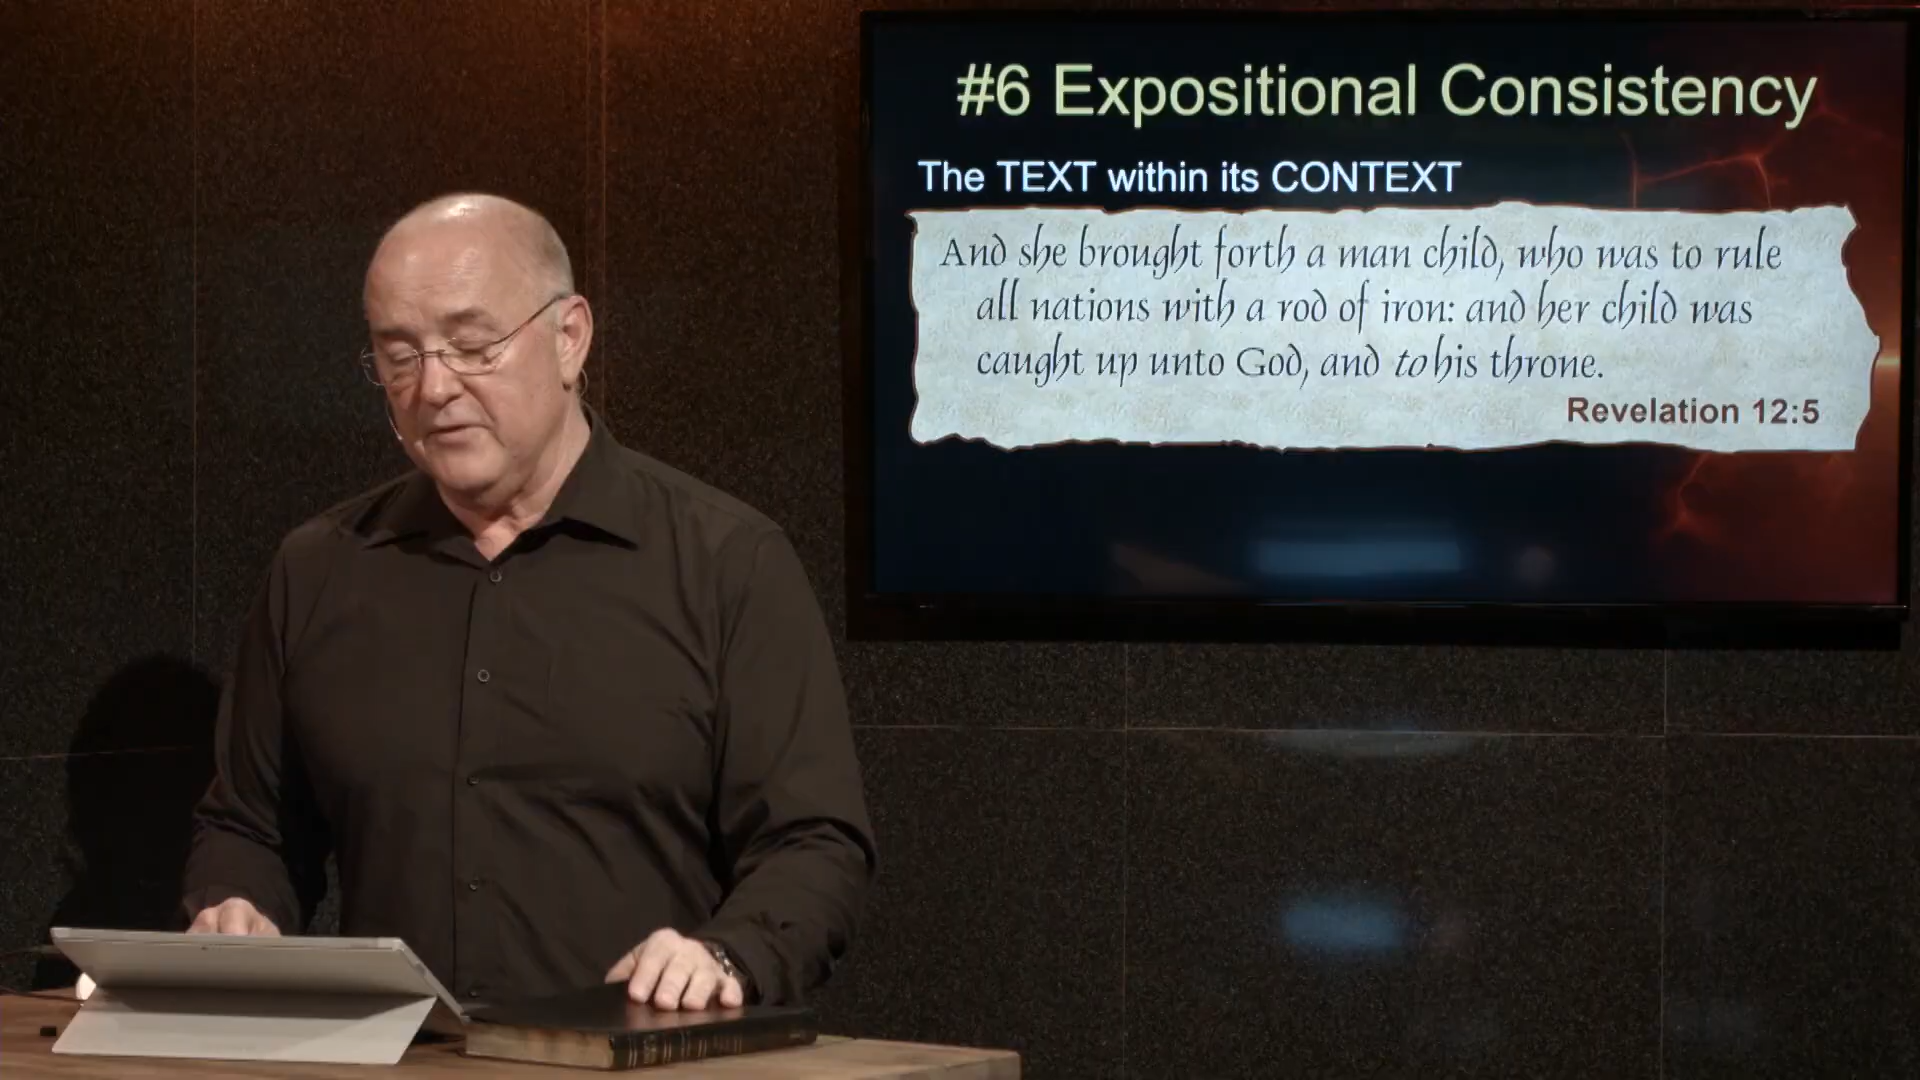 #6 Expositional Consistency
The TEXT within its CONTEXT
And she brought forth a man child, who was to rule
all nations with a rod of iron: and her child was
caught up unto God, and to his throne.
Revelation 12:5